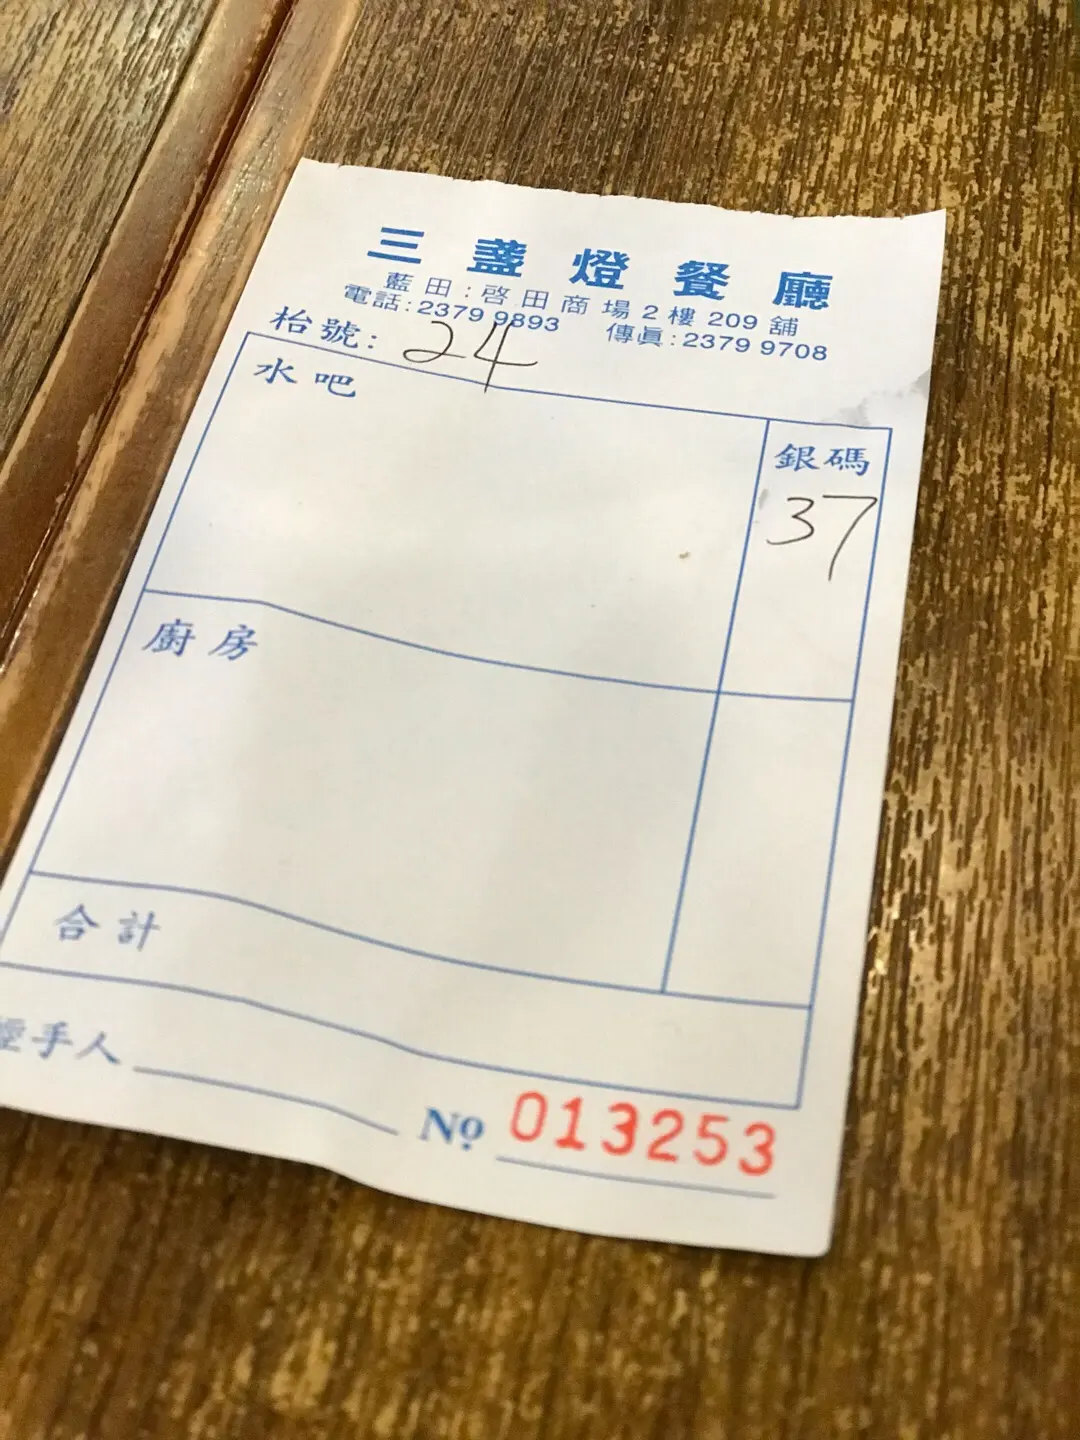 三盞燈餐廳
藍田:啓田商場2樓209舖
電話:2379 9893 傳眞:2379 9708
枱號: 24
水吧
銀碼
37
廚房
合計
經手人
No 013253